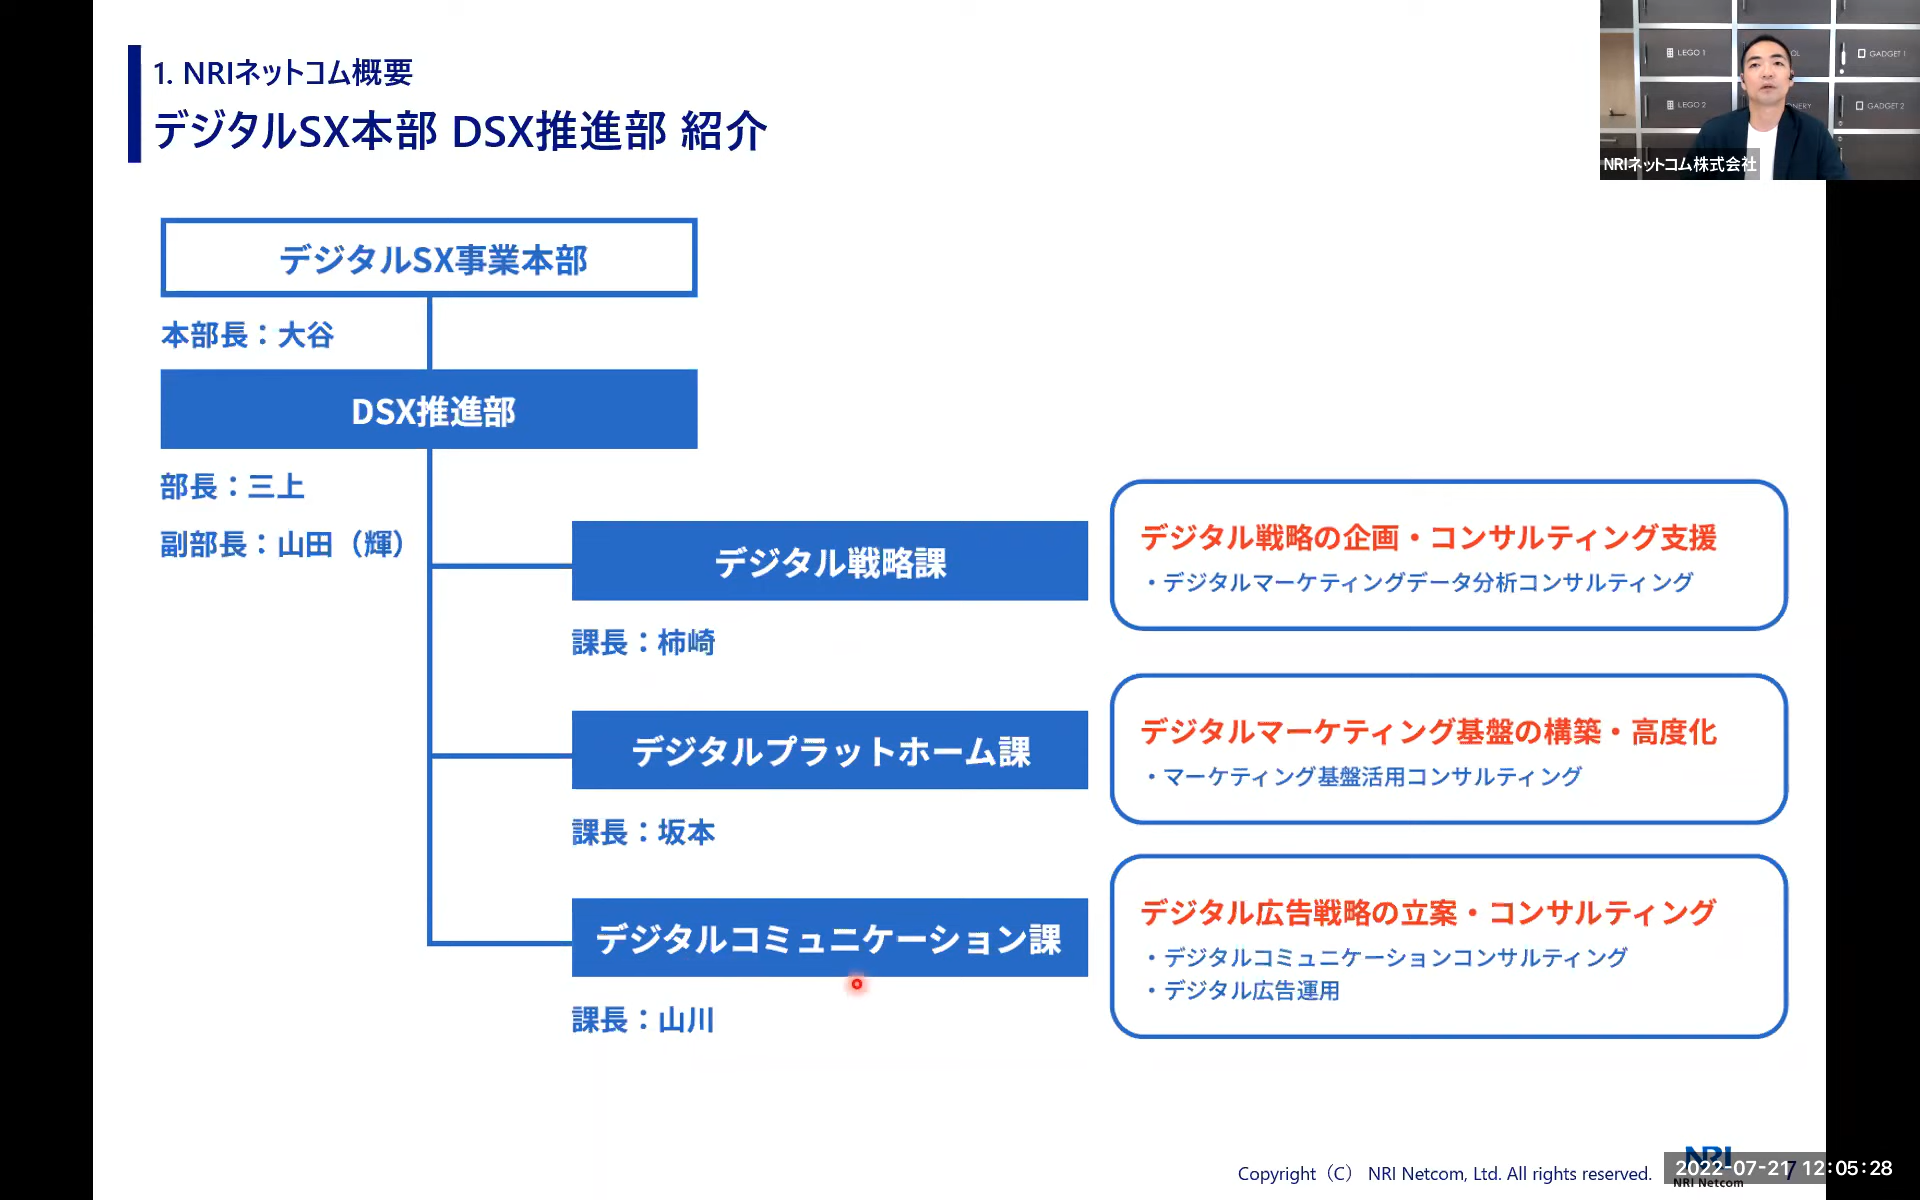 1. NRIネットコム概要
デジタルSX本部 DSX推進部 紹介
LEGO 1
OL
GADGET 1
LEGO 2
NERY
GADGET 2
NRIネットコム株式会社
デジタルSX事業本部
本部長：大谷
DSX推進部
部長：三上
副部長：山田（輝）
デジタル戦略課
課長：柿崎
デジタル戦略の企画・コンサルティング支援
・デジタルマーケティングデータ分析コンサルティング
デジタルプラットホーム課
課長：坂本
デジタルマーケティング基盤の構築・高度化
・マーケティング基盤活用コンサルティング
デジタルコミュニケーション課
課長：山川
デジタル広告戦略の立案・コンサルティング
・デジタルコミュニケーションコンサルティング
・デジタル広告運用
Copyright（C） NRI Netcom, Ltd. All rights reserved.
NRI
NRI Netcom
7
2022-07-21 12:05:28